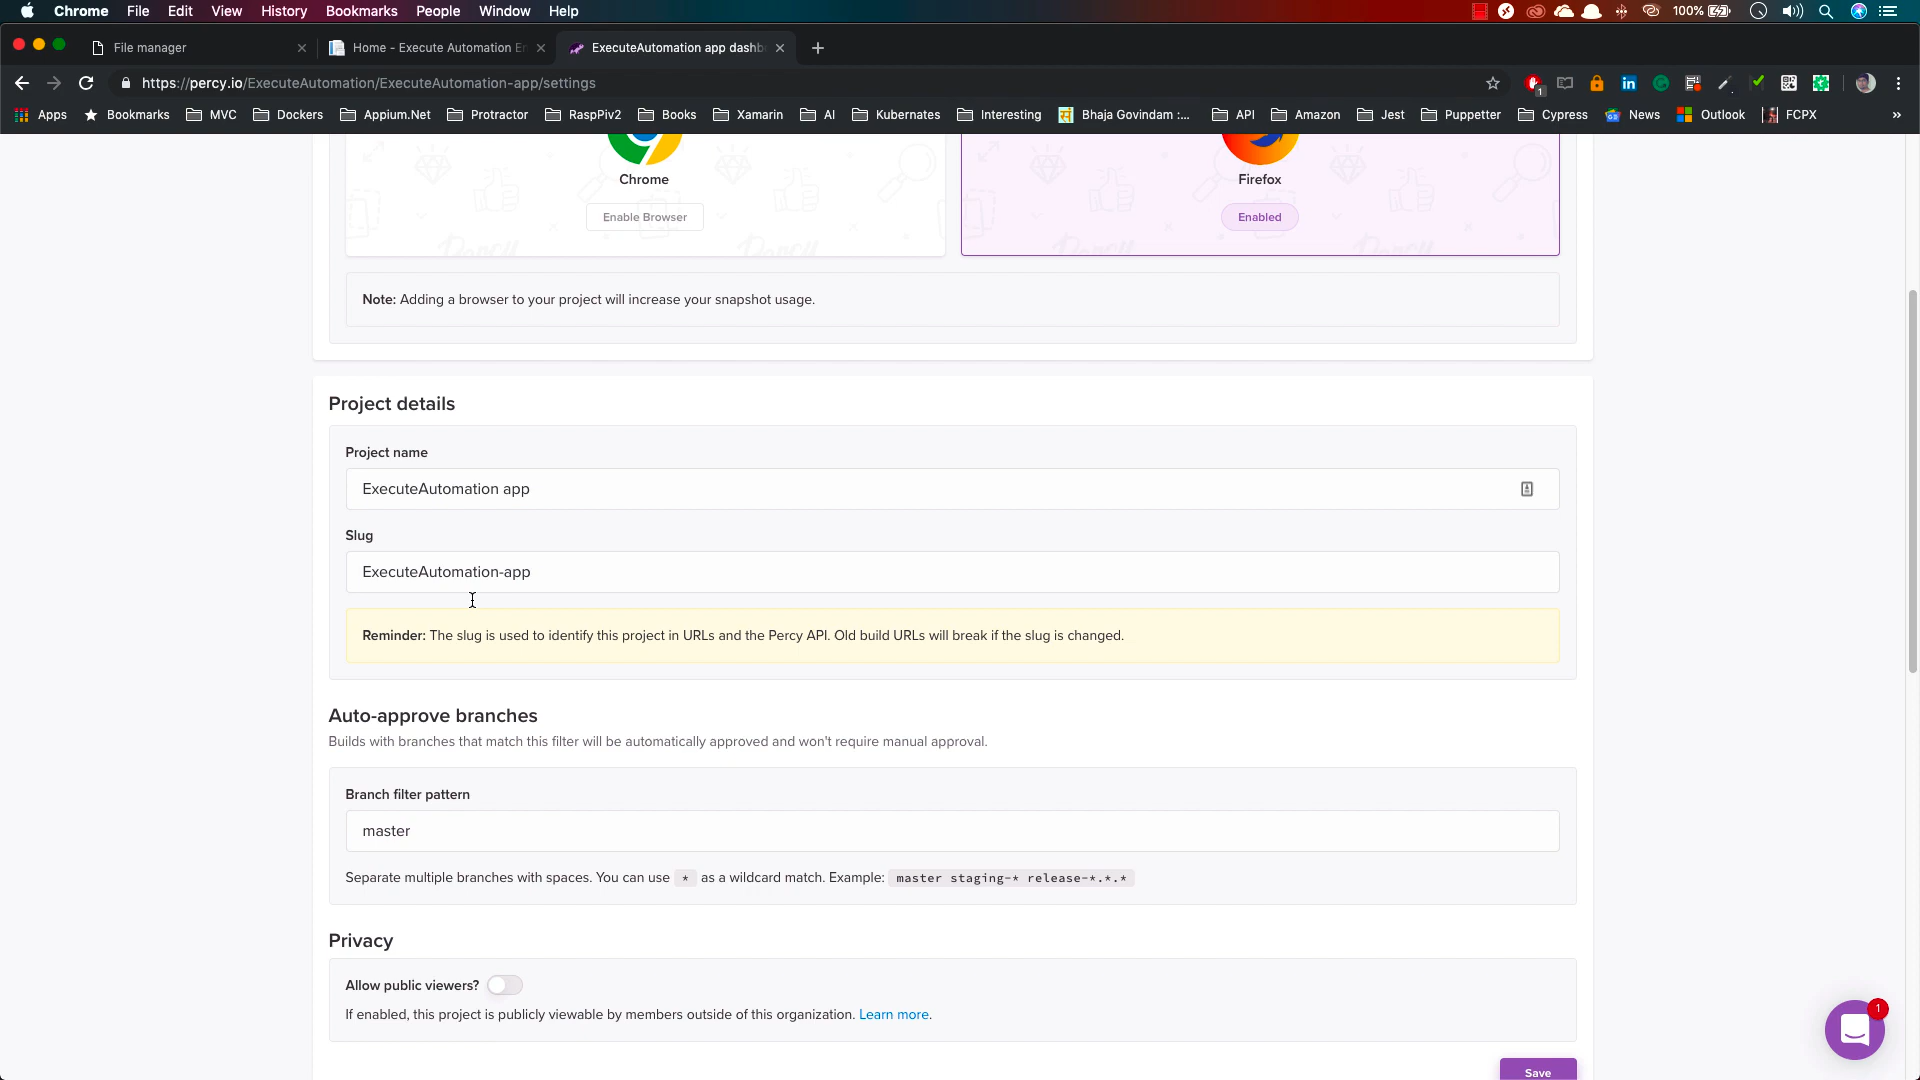 Chrome File Edit View History Bookmarks People Window Help 100%
File manager Home - Execute Automation ExecuteAutomation app dashb
https://percy.io/ExecuteAutomation/ExecuteAutomation-app/settings 1
Apps Bookmarks MVC Dockers Appium.Net Protractor RaspPiv2 Books Xamarin AI Kubernates Interesting Bhaja Govindam :... API Amazon Jest Puppetter Cypress News Outlook FCPX »
Chrome Firefox
Enable Browser Enabled
Note: Adding a browser to your project will increase your snapshot usage.
Project details
Project name
ExecuteAutomation app
Slug
ExecuteAutomation-app
Reminder: The slug is used to identify this project in URLs and the Percy API. Old build URLs will break if the slug is changed.
Auto-approve branches
Builds with branches that match this filter will be automatically approved and won't require manual approval.
Branch filter pattern
master
Separate multiple branches with spaces. You can use * as a wildcard match. Example: master staging-* release-*.*.*
Privacy
Allow public viewers?
If enabled, this project is publicly viewable by members outside of this organization. Learn more.
1
Save